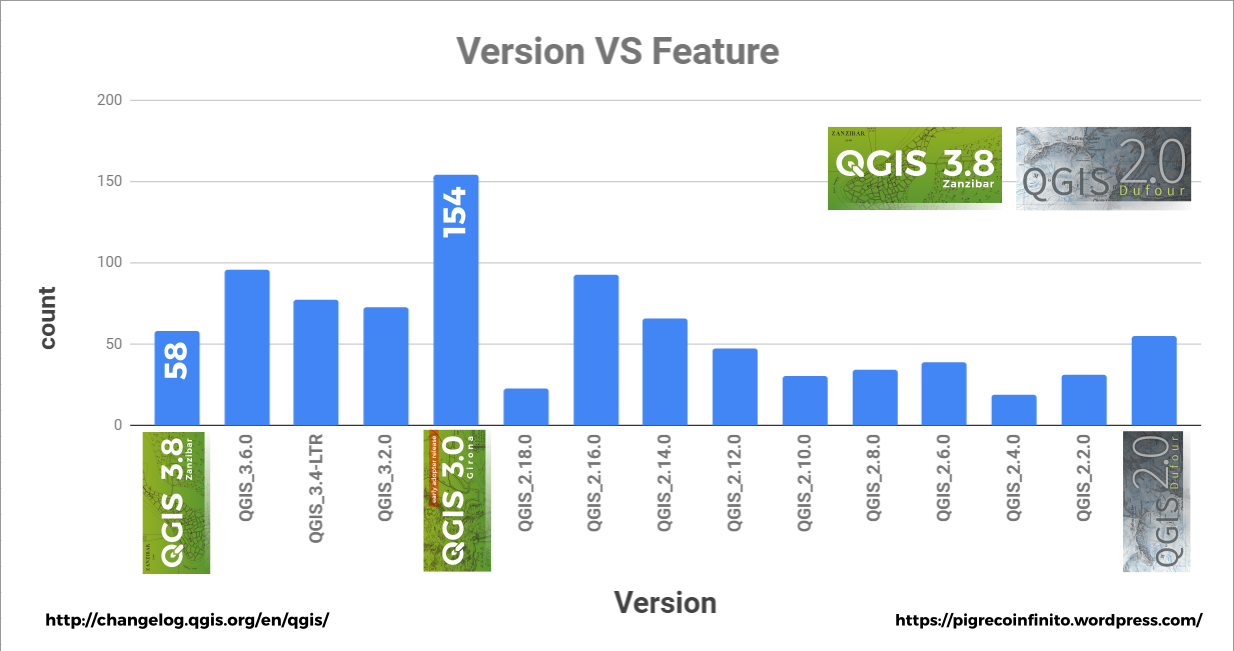 Version VS Feature
200
150
100
50
0
count
ZANZIBAR
QGIS 3.8
Zanzibar
QGIS 2.0
Dufour
58
154
QGIS 3.8
Zanzibar
ZANZIBAR
QGIS_3.6.0
QGIS_3.4-LTR
QGIS_3.2.0
early adopter release
QGIS 3.0
Girona
QGIS_2.18.0
QGIS_2.16.0
QGIS_2.14.0
QGIS_2.12.0
QGIS_2.10.0
QGIS_2.8.0
QGIS_2.6.0
QGIS_2.4.0
QGIS_2.2.0
QGIS 2.0
Dufour
Version
http://changelog.qgis.org/en/qgis/
https://pigrecoinfinito.wordpress.com/